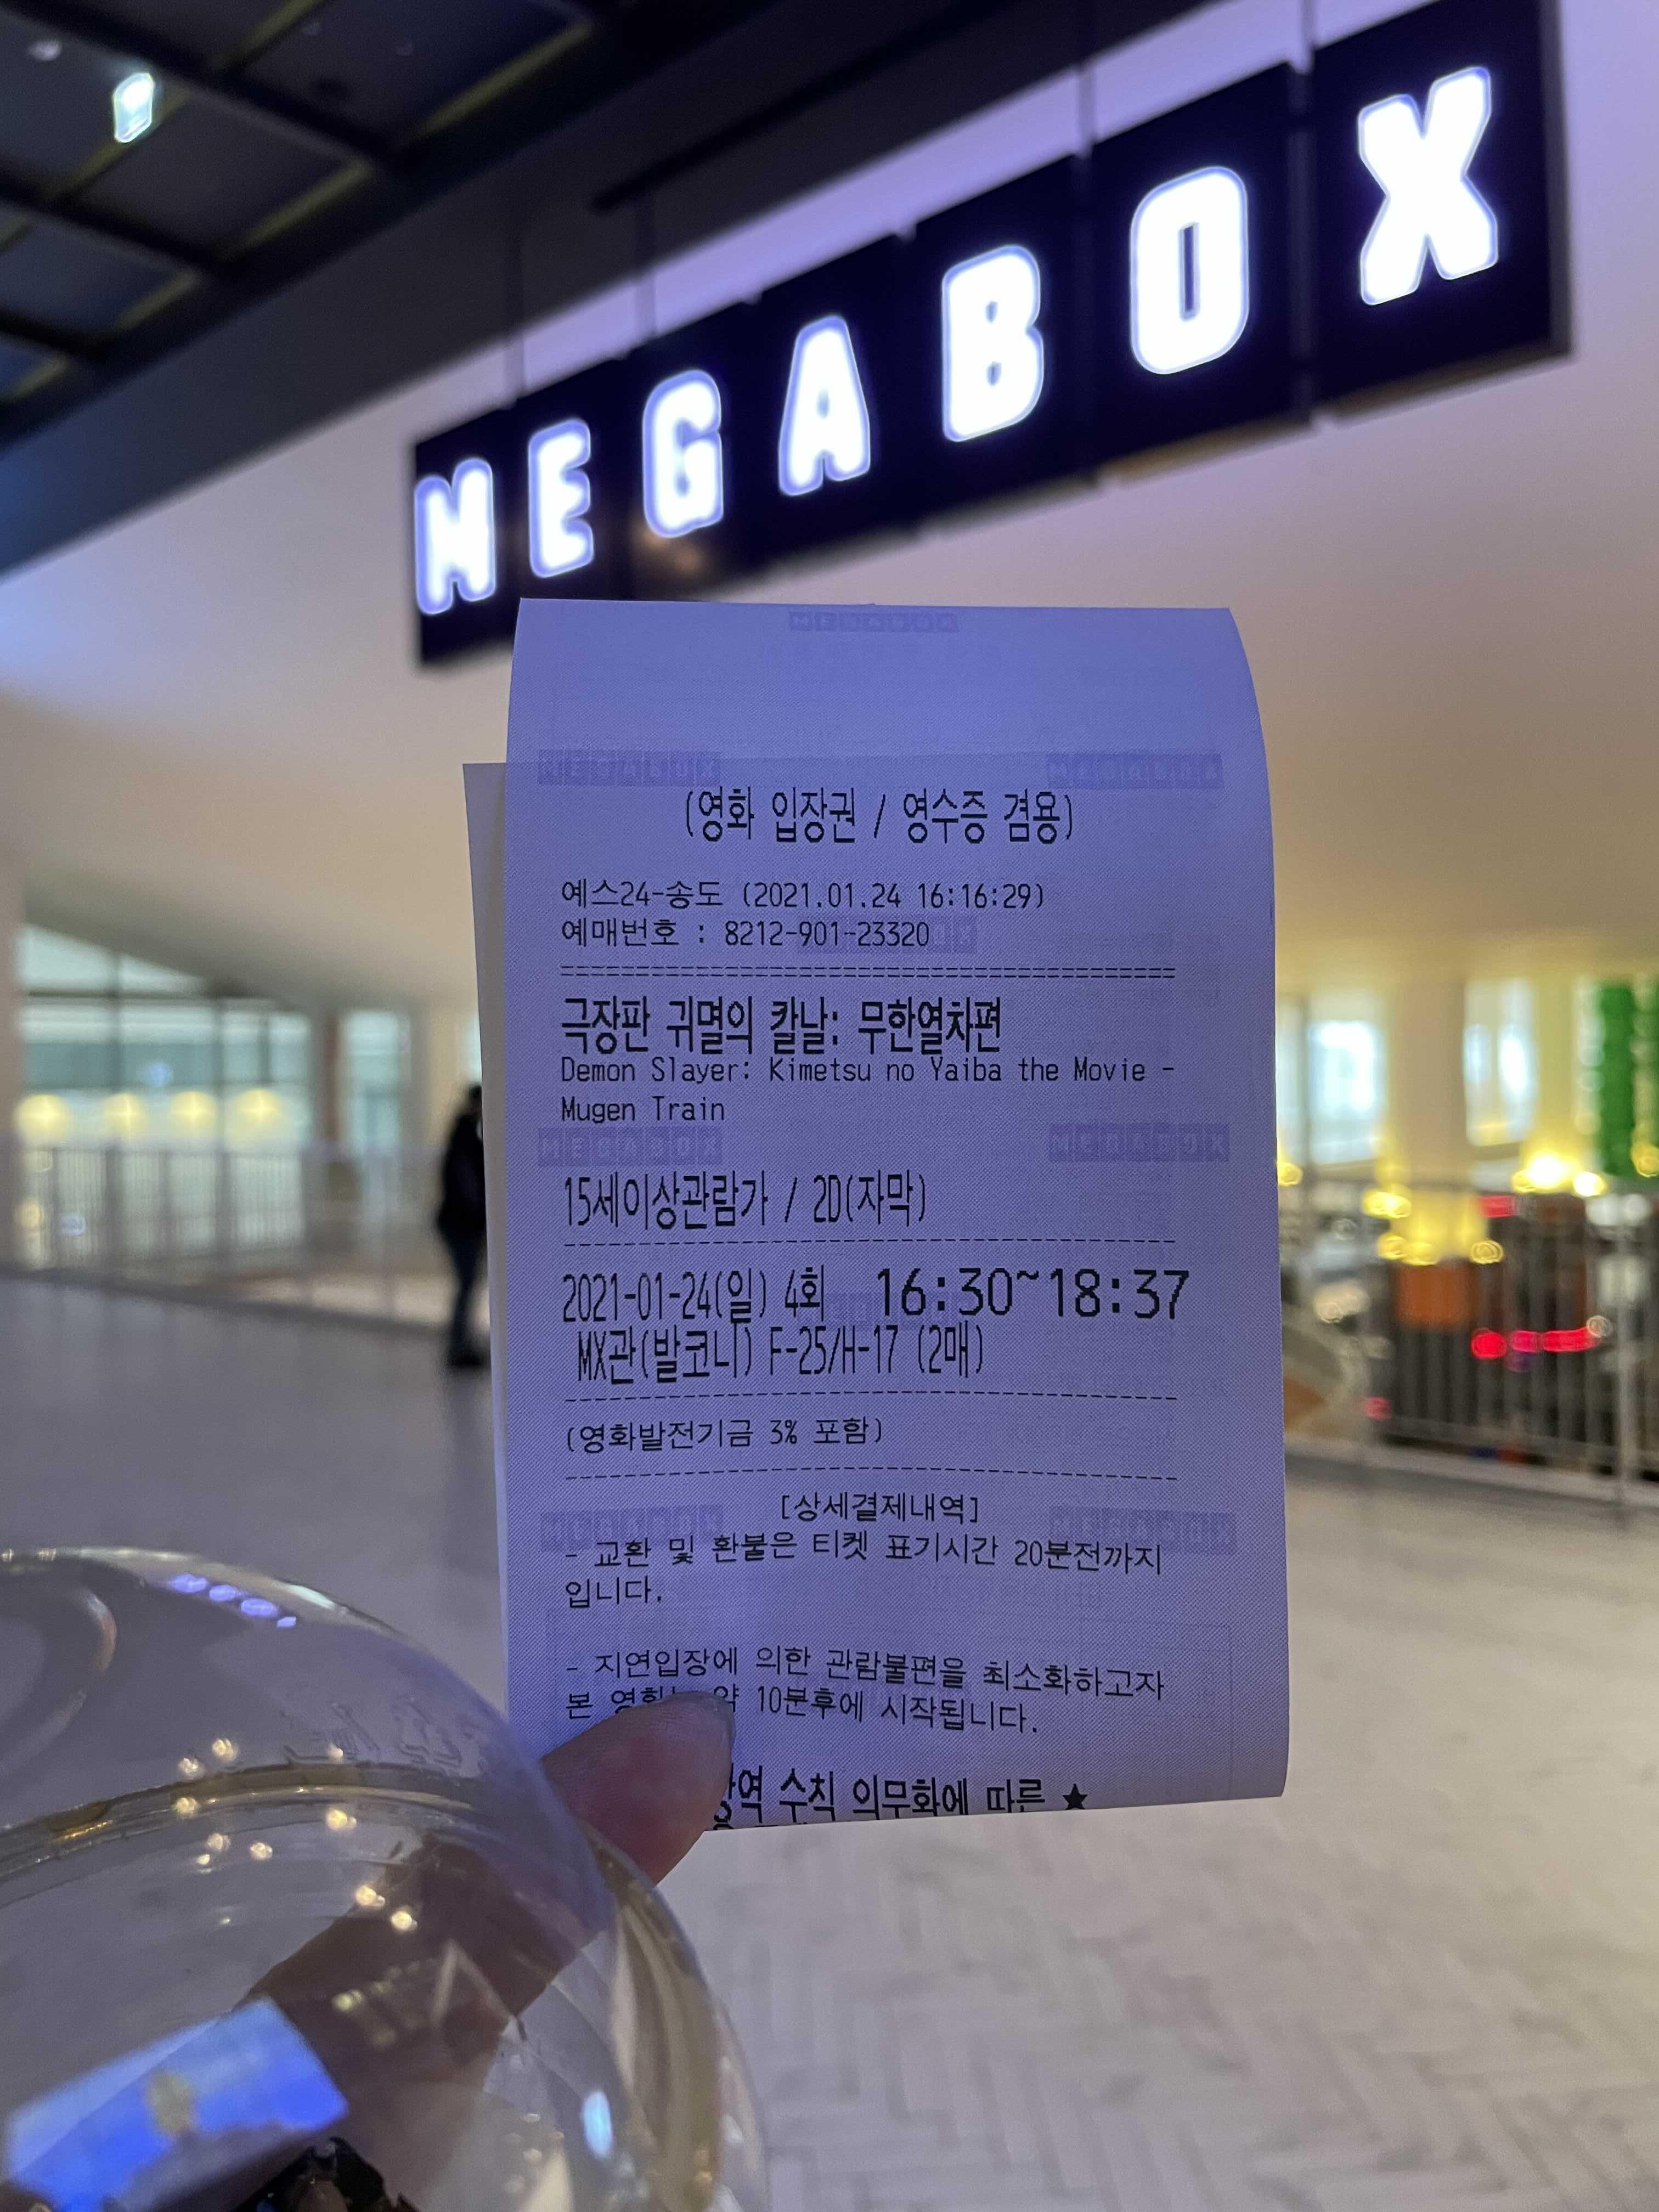 MEGABOX
(영화 입장권 / 영수증 겸용)
예스24-송도 (2021.01.24 16:16:29)
예매번호 : 8212-901-23320
극장판 귀멸의 칼날: 무한열차편
Demon Slayer: Kimetsu no Yaiba the Movie -
Mugen Train
15세이상관람가 / 2D(자막)
2021-01-24(일) 4회 16:30~18:37
MX관(발코니) F-25/H-17 (2매)
(영화발전기금 3% 포함)
[상세결제내역]
- 교환 및 환불은 티켓 표기시간 20분전까지
입니다.
- 지연입장에 의한 관람불편을 최소화하고자
본 약 10분후에 시작됩니다.
수칙 의무화에 따른 ★